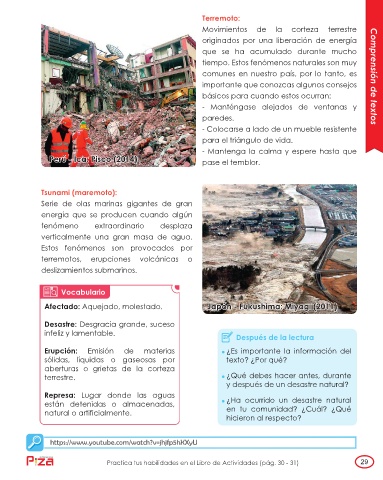 Terremoto:
Movimientos de la corteza terrestre
originados por una liberación de energía
que se ha acumulado durante mucho
tiempo. Estos fenómenos naturales son muy
comunes en nuestro país, por lo tanto, es
importante que conozcas algunos consejos
básicos para cuando estos ocurran:
- Manténgase alejados de ventanas y
paredes.
- Colocarse a lado de un mueble resistente
para el triángulo de vida.
- Mantenga la calma y espere hasta que
pase el temblor.
Comprensión de textos
Perú - Ica: Pisco (2014)
Tsunami (maremoto):
Serie de olas marinas gigantes de gran
energía que se producen cuando algún
fenómeno extraordinario desplaza
verticalmente una gran masa de agua.
Estos fenómenos son provocados por
terremotos, erupciones volcánicas o
deslizamientos submarinos.
Japón - Fukushima: Miyagi (2011)
Vocabulario
Afectado: Aquejado, molestado.
Desastre: Desgracia grande, suceso
infeliz y lamentable.
Erupción: Emisión de materias
sólidas, líquidas o gaseosas por
aberturas o grietas de la corteza
terrestre.
Represa: Lugar donde las aguas
están detenidas o almacenadas,
natural o artificialmente.
Después de la lectura
• ¿Es importante la información del
texto? ¿Por qué?
• ¿Qué debes hacer antes, durante
y después de un desastre natural?
• ¿Ha ocurrido un desastre natural
en tu comunidad? ¿Cuál? ¿Qué
hicieron al respecto?
Practica tus habilidades en el Libro de Actividades (pág. 30 - 31)
29